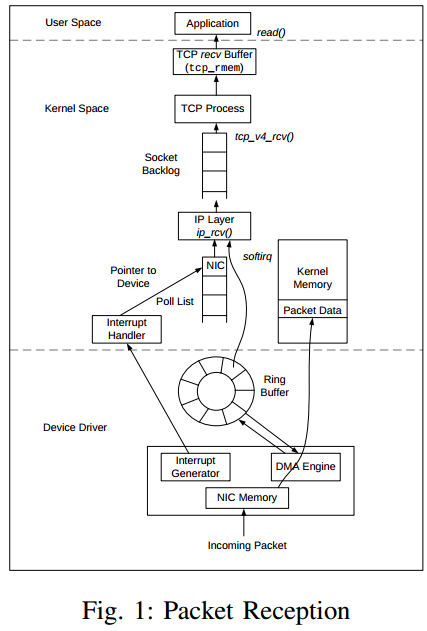 User Space
Application
read()
TCP recv Buffer
(tcp_rmem)
Kernel Space
TCP Process
tcp_v4_rcv()
Socket
Backlog
IP Layer
ip_rcv()
softirq
Pointer to
Device
NIC
Poll List
Kernel
Memory
Packet Data
Interrupt
Handler
Ring
Buffer
Device Driver
Interrupt
Generator
DMA Engine
NIC Memory
Incoming Packet
Fig. 1: Packet Reception